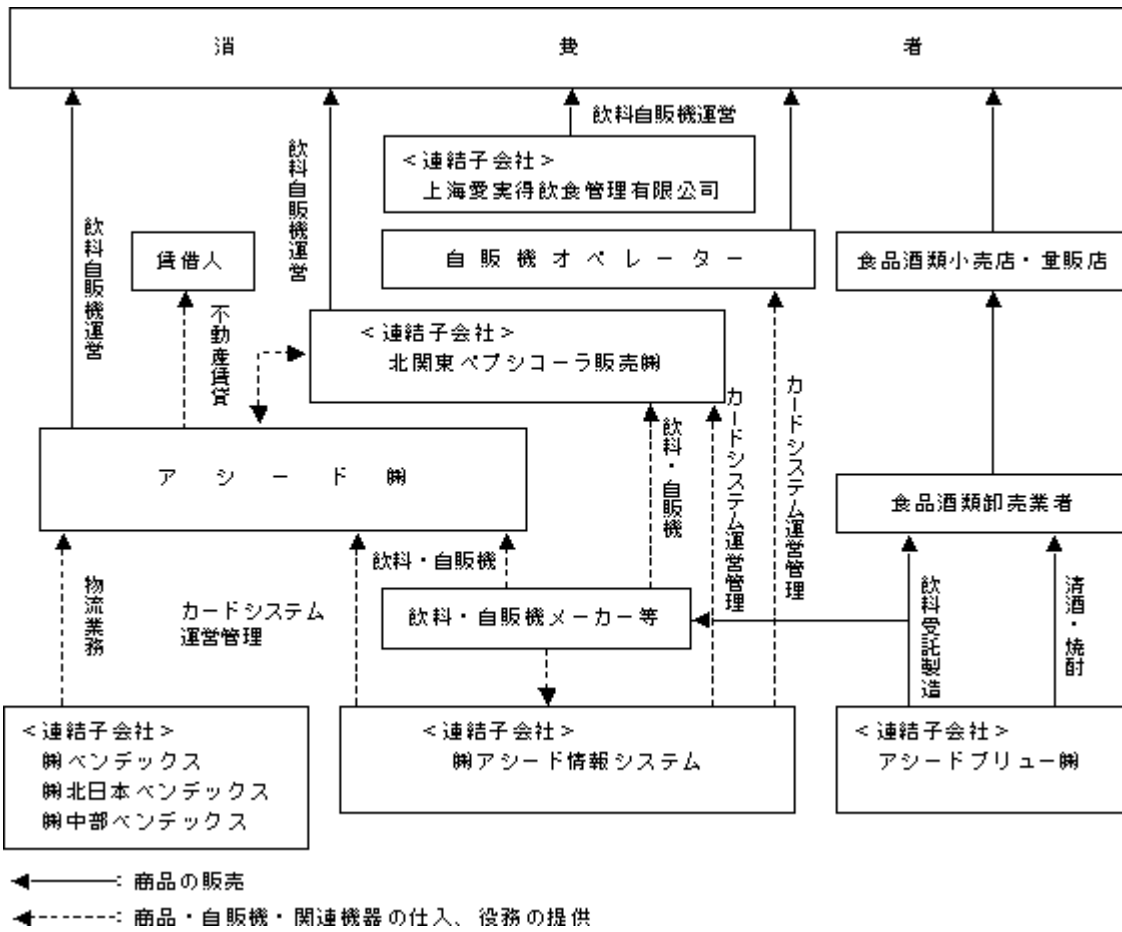 消費者
飲料自販機運営
<連結子会社>
上海愛実得飲食管理有限公司
飲料自販機運営
飲料自販機運営
賃借人
自販機オペレーター
食品酒類小売店・量販店
不動産賃貸
<連結子会社>
北関東ペプシコーラ販売㈱
カードシステム運営管理
カードシステム運営管理
飲料・自販機
アシード㈱
食品酒類卸売業者
飲料・自販機
物流業務
カードシステム
運営管理
飲料・自販機メーカー等
飲料受託製造
清酒・焼酎
<連結子会社>
㈱ベンデックス
㈱北日本ベンデックス
㈱中部ベンデックス
<連結子会社>
㈱アシード情報システム
<連結子会社>
アシードブリュー㈱
:商品の販売
:商品・自販機・関連機器の仕入、役務の提供